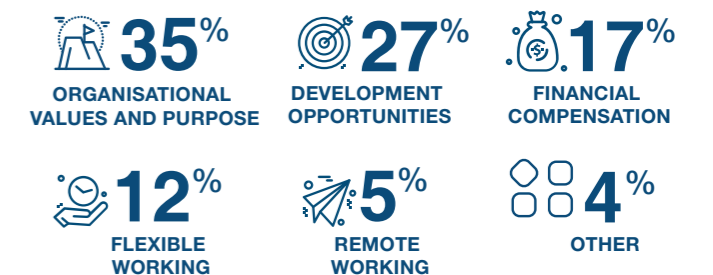 35%
ORGANISATIONAL
VALUES AND PURPOSE
27%
DEVELOPMENT
OPPORTUNITIES
$
17%
FINANCIAL
COMPENSATION
12%
FLEXIBLE
WORKING
5%
REMOTE
WORKING
4%
OTHER